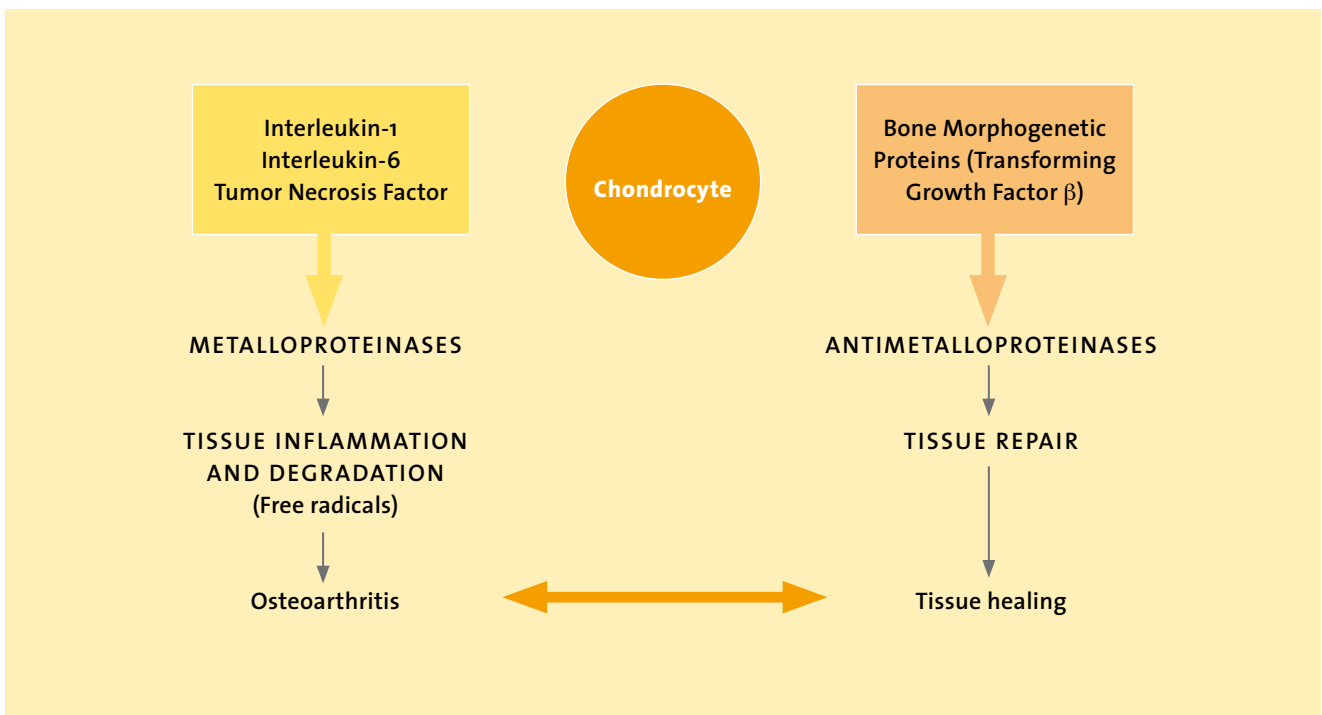 Interleukin-1
Interleukin-6
Tumor Necrosis Factor
Chondrocyte
Bone Morphogenetic
Proteins (Transforming
Growth Factor β)
METALLOPROTEINASES
ANTIMETALLOPROTEINASES
TISSUE INFLAMMATION
AND DEGRADATION
(Free radicals)
TISSUE REPAIR
Osteoarthritis
Tissue healing